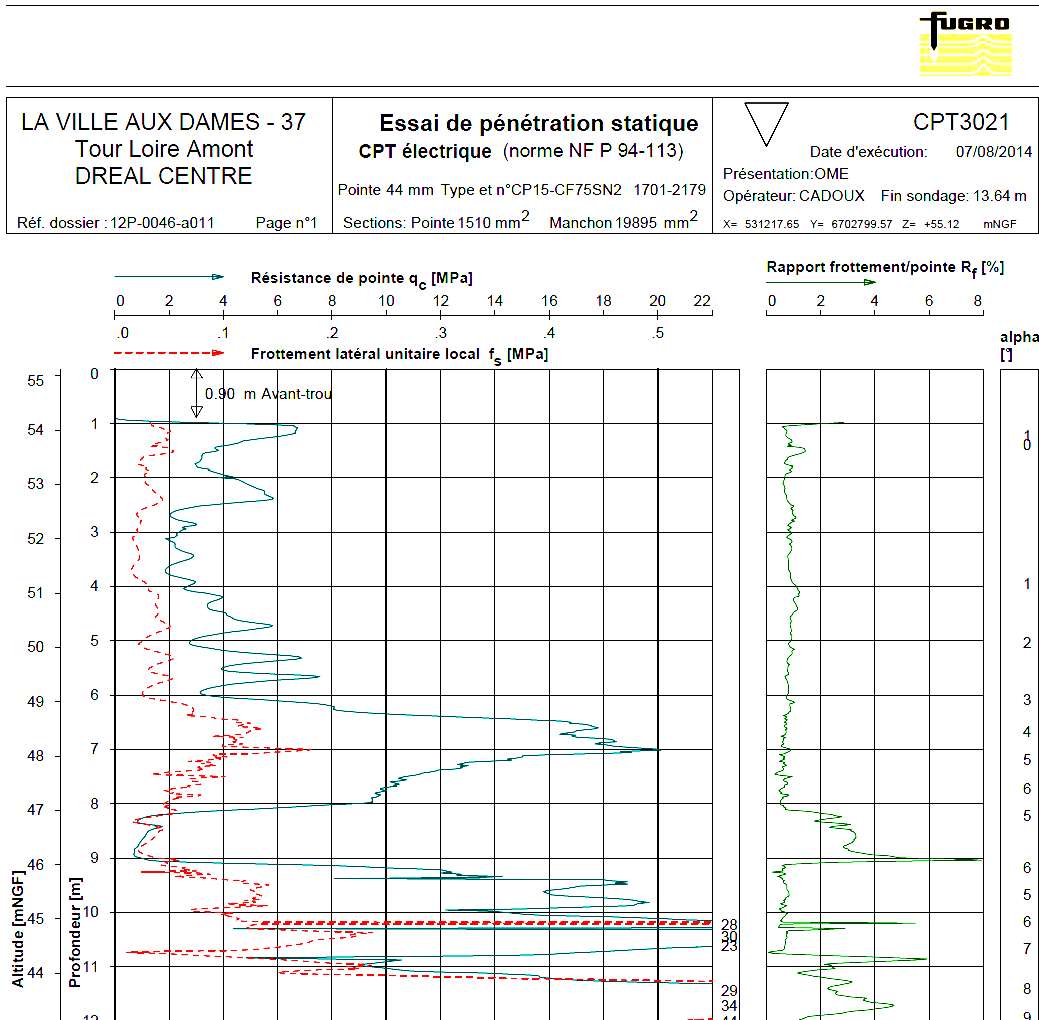 FUGRO
LA VILLE AUX DAMES - 37
Tour Loire Amont
DREAL CENTRE
Réf. dossier : 12P-0046-a011 Page n°1
Essai de pénétration statique
CPT électrique (norme NF P 94-113)
Pointe 44 mm Type et n°CP15-CF75SN2 1701-2179
Sections: Pointe 1510 mm2 Manchon 19895 mm2
CPT3021
Date d'exécution: 07/08/2014
Présentation:OME
Opérateur: CADOUX Fin sondage: 13.64 m
X= 531217.65 Y= 6702799.57 Z= +55.12 mNGF
Résistance de pointe qc [MPa]
0 2 4 6 8 10 12 14 16 18 20 22
.0 .1 .2 .3 .4 .5
Frottement latéral unitaire local fs [MPa]
Rapport frottement/pointe Rf [%]
0 2 4 6 8
alpha
[°]
0.90 m Avant-trou
55
54
53
52
51
50
49
48
47
46
45
44
Altitude [mNGF]
0
1
2
3
4
5
6
7
8
9
10
11
12
Profondeur [m]
28
30
23
29
34
44
1
0
1
2
3
4
5
6
5
6
5
6
7
8
9